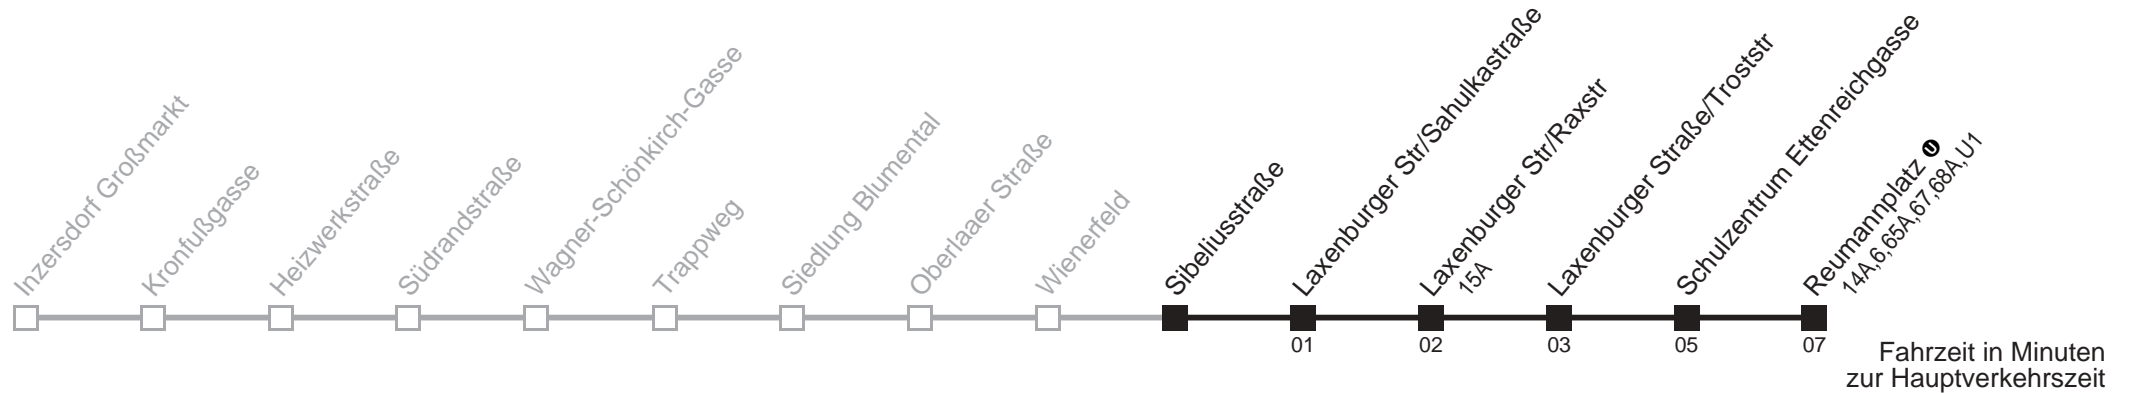 Inzersdorf Großmarkt
Kronfußgasse
Heizwerkstraße
Südrandstraße
Wagner-Schönkirch-Gasse
Trappweg
Siedlung Blumental
Oberlaaer Straße
Wienerfeld
Sibeliusstraße
Laxenburger Str/Sahulkastraße
Laxenburger Str/Raxstr
15A
Laxenburger Straße/Troststr
Schulzentrum Ettenreichgasse
Reumannplatz U
14A,6,65A,67,68A,U1
01
02
03
05
07
Fahrzeit in Minuten
zur Hauptverkehrszeit